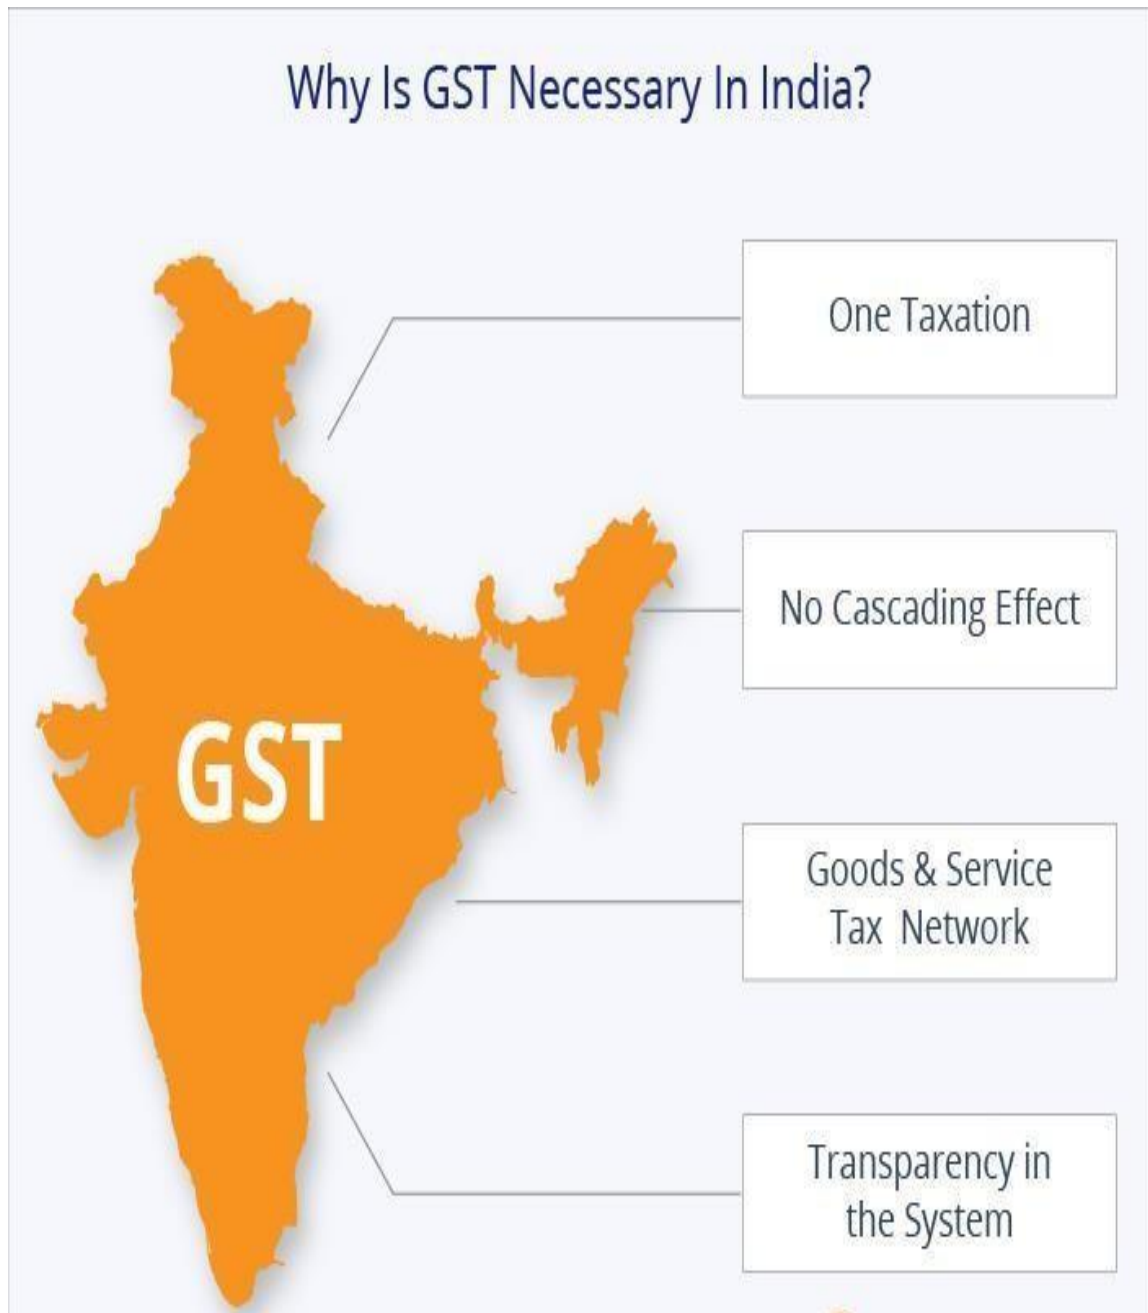 Why Is GST Necessary In India?
One Taxation
No Cascading Effect
GST
Goods & Service
Tax Network
Transparency in
the System